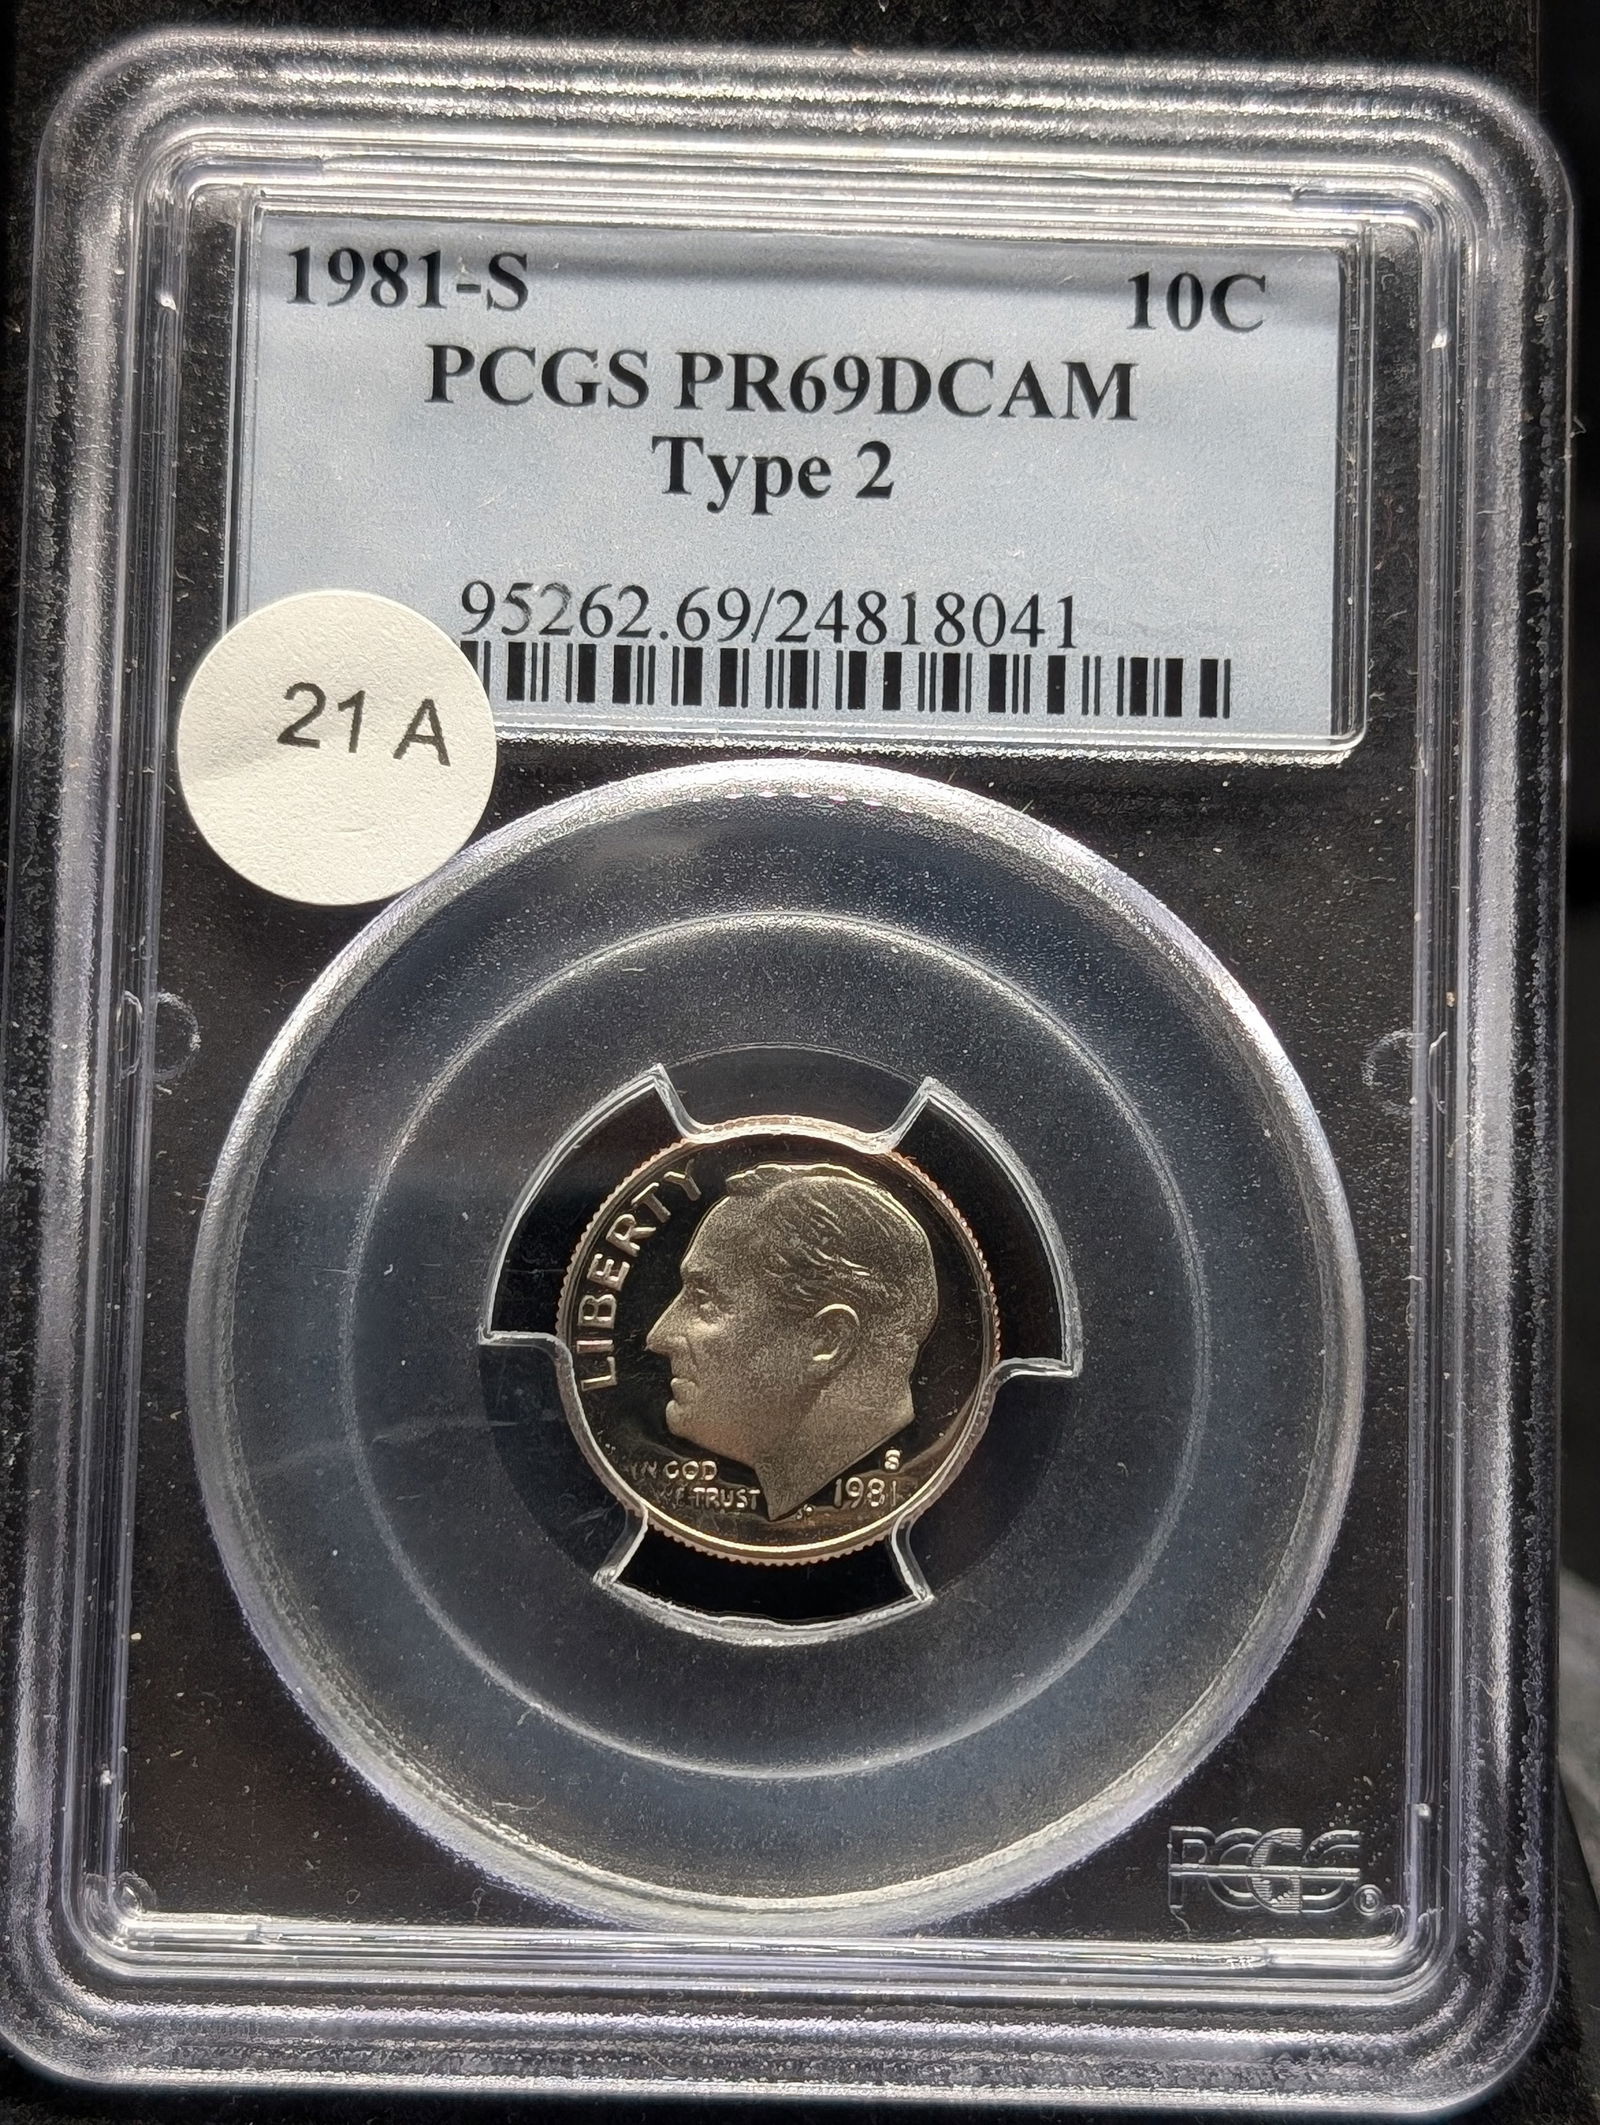 1981-S 10C
PCGS PR69DCAM
Type 2
95262.69/24818041
21 A
LIBERTY
IN GOD
WE TRUST
S
1981
PCGS